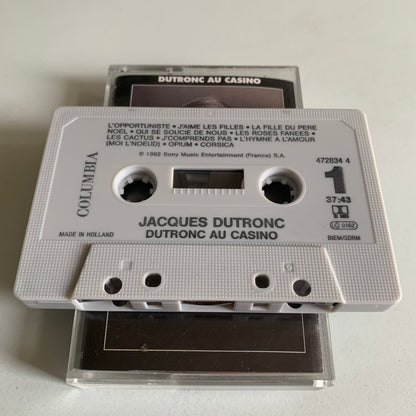 DUTRONC AU CASINO
L'OPPORTUNISTE • J'AIME LES FILLES • LA FILLE DU PERE
NOEL • QUI SE SOUCIE DE NOUS • LES ROSES FANEES •
LES CACTUS • J'COMPRENDS PAS • L'HYMNE A L'AMOUR
(MOI L'NOEUD) • OPIUM • CORSICA
℗ 1992 Sony Music Entertainment (France) S.A.
472834 4
1
37:43
COLUMBIA
B NR
LC 0162
JACQUES DUTRONC
MADE IN HOLLAND
DUTRONC AU CASINO
BIEM/SDRM